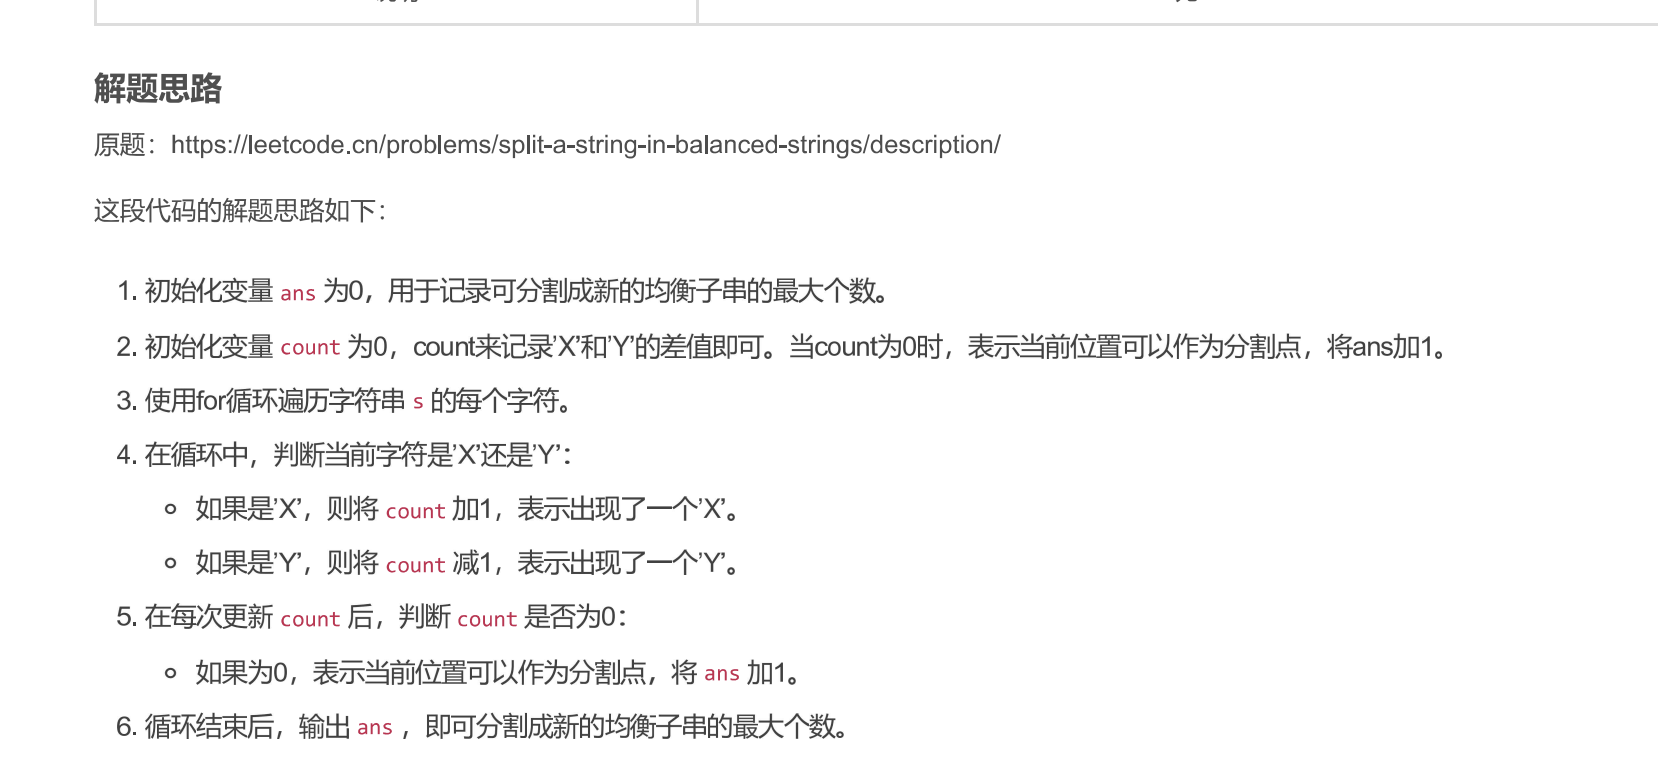 解题思路
原题：https://leetcode.cn/problems/split-a-string-in-balanced-strings/description/
这段代码的解题思路如下：
1. 初始化变量 ans 为0，用于记录可分割成新的均衡子串的最大个数。
2. 初始化变量 count 为0，count来记录’X’和’Y’的差值即可。当count为0时，表示当前位置可以作为分割点，将ans加1。
3. 使用for循环遍历字符串 s 的每个字符。
4. 在循环中，判断当前字符是’X’还是’Y’：
如果是’X’，则将 count 加1，表示出现了一个’X’。
如果是’Y’，则将 count 减1，表示出现了一个’Y’。
5. 在每次更新 count 后，判断 count 是否为0：
如果为0，表示当前位置可以作为分割点，将 ans 加1。
6. 循环结束后，输出 ans ，即可分割成新的均衡子串的最大个数。